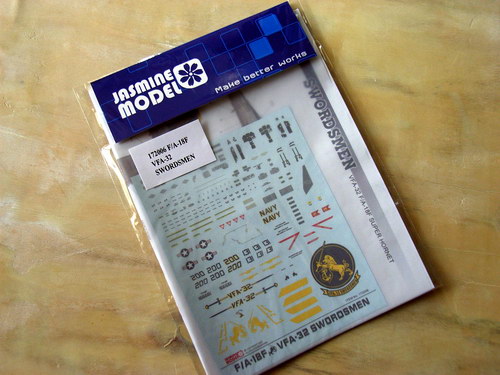 JASMINE
MODEL
Make better works
172006 F/A-18F
VFA-32
SWORDSMEN
SWORDSMEN
VFA-32 F/A-18F SUPER HORNET
NAVY
NAVY
R R
200 200
200 200
VFA-32
VFA-32
F/A-18F VFA-32 SWORDSMEN